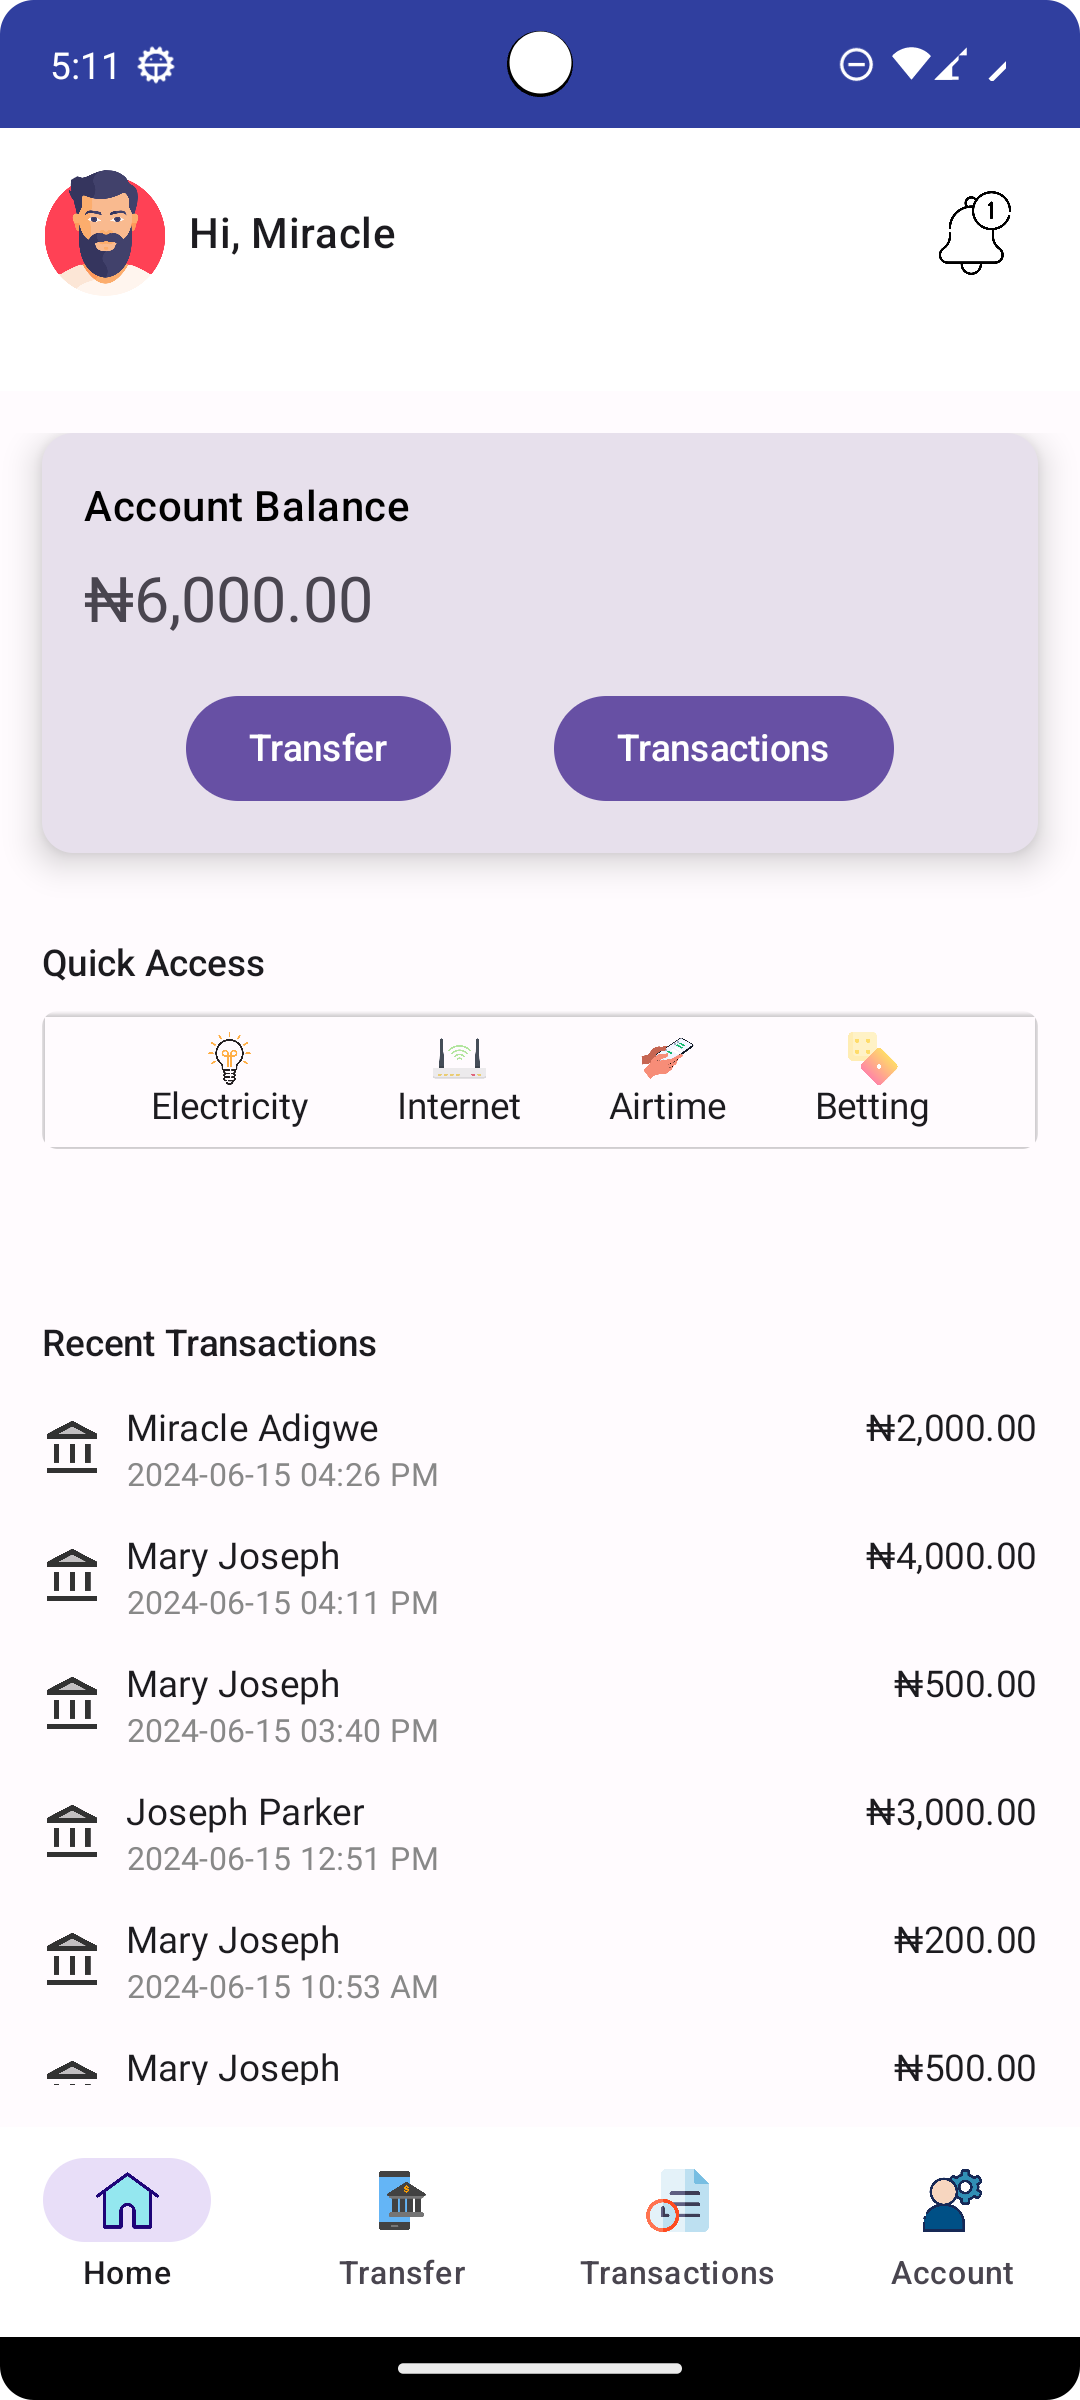 5:11
Hi, Miracle
1
Account Balance
₦6,000.00
Transfer Transactions
Quick Access
Electricity Internet Airtime Betting
Recent Transactions
Miracle Adigwe ₦2,000.00
2024-06-15 04:26 PM
Mary Joseph ₦4,000.00
2024-06-15 04:11 PM
Mary Joseph ₦500.00
2024-06-15 03:40 PM
Joseph Parker ₦3,000.00
2024-06-15 12:51 PM
Mary Joseph ₦200.00
2024-06-15 10:53 AM
Mary Joseph ₦500.00
Home Transfer Transactions Account